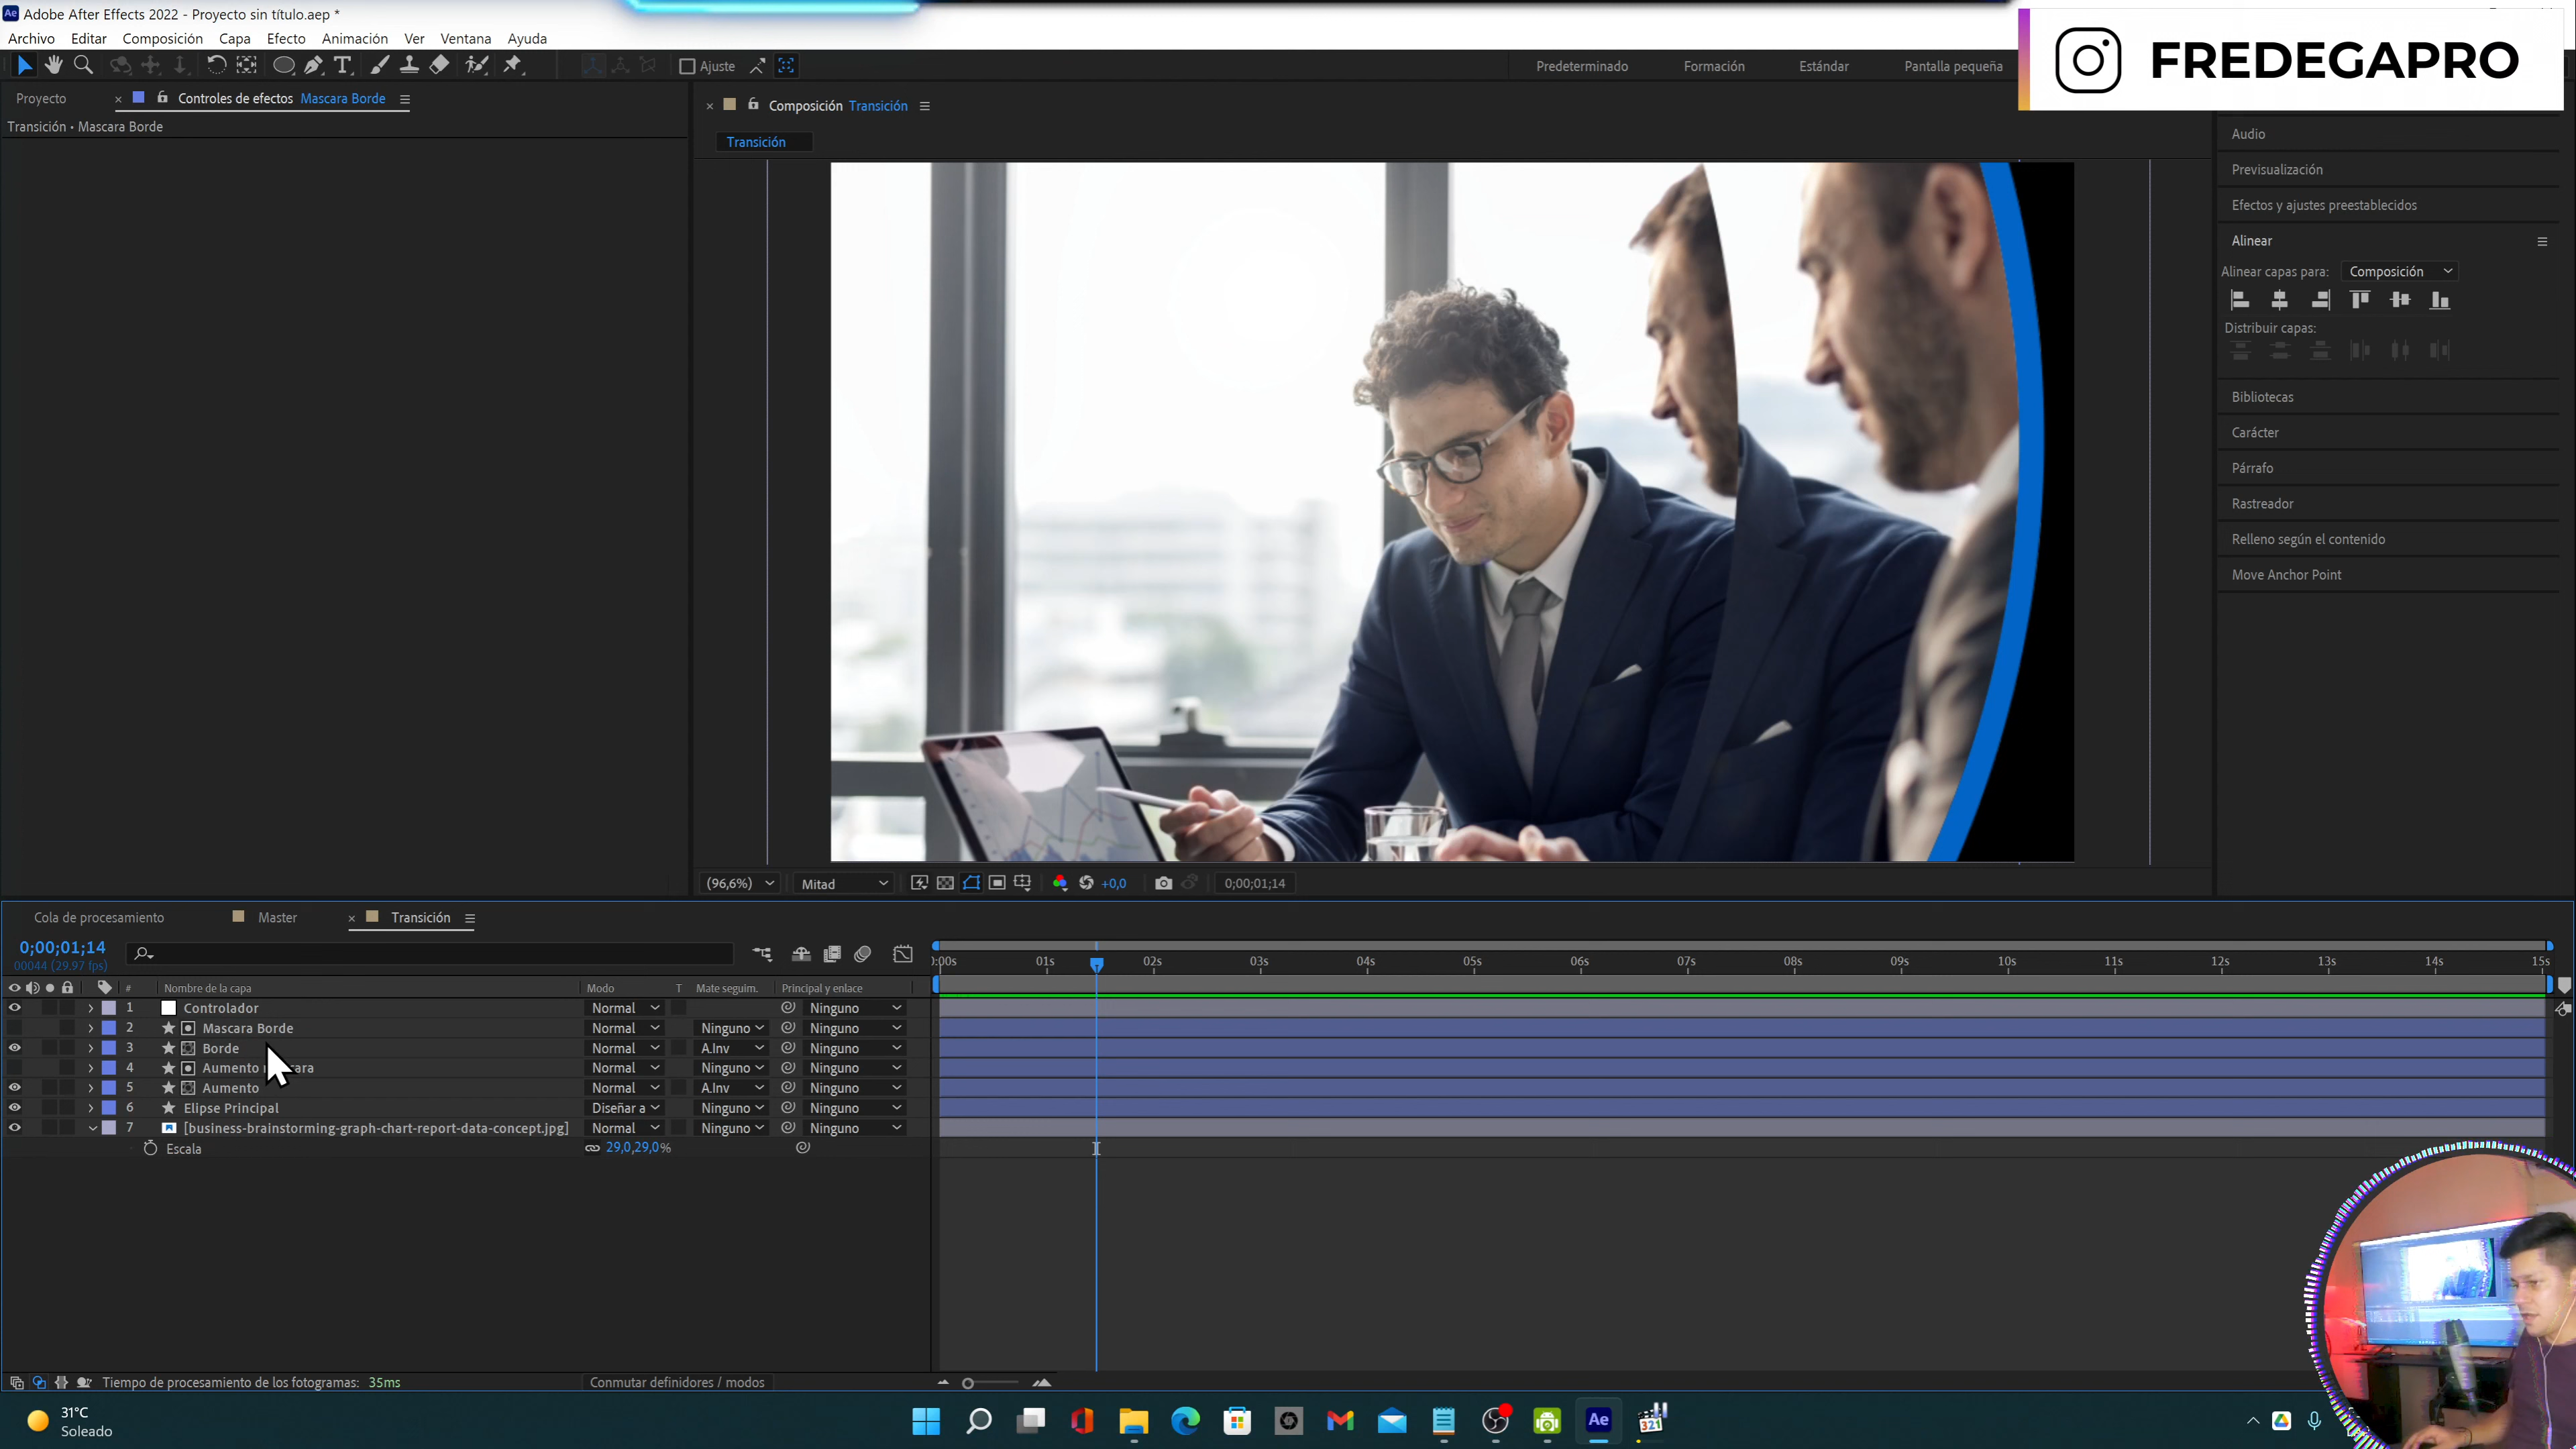 Adobe After Effects 2022 - Proyecto sin título.aep *
FREDEGAPRO
Archivo Editar Composición Capa Efecto Animación Ver Ventana Ayuda
Ajuste
Predeterminado Formación Estándar Pantalla pequeña
Proyecto
Controles de efectos Mascara Borde
Composición Transición
Transición • Mascara Borde
Transición
Audio
Previsualización
Efectos y ajustes preestablecidos
Alinear
Alinear capas para: Composición
Distribuir capas:
Bibliotecas
Carácter
Párrafo
Rastreador
Relleno según el contenido
Move Anchor Point
(96,6%) Mitad +0,0 0;00;01;14
Cola de procesamiento Master Transición
0;00;01;14
00044 (29.97 fps)
:00s 01s 02s 03s 04s 05s 06s 07s 08s 09s 10s 11s 12s 13s 14s 15s
# Nombre de la capa Modo T Mate seguim. Principal y enlace
1 Controlador Normal Ninguno
2 Mascara Borde Normal Ninguno Ninguno
3 Borde Normal A.Inv Ninguno
4 Aumento Normal Ninguno Ninguno
5 Aumento Normal A.Inv Ninguno
6 Elipse Principal Diseñar a Ninguno Ninguno
7 [business-brainstorming-graph-chart-report-data-concept.jpg] Normal Ninguno Ninguno
Escala 29,0,29,0%
Tiempo de procesamiento de los fotogramas: 35ms
Conmutar definidores / modos
31°C
Soleado
Ae
321